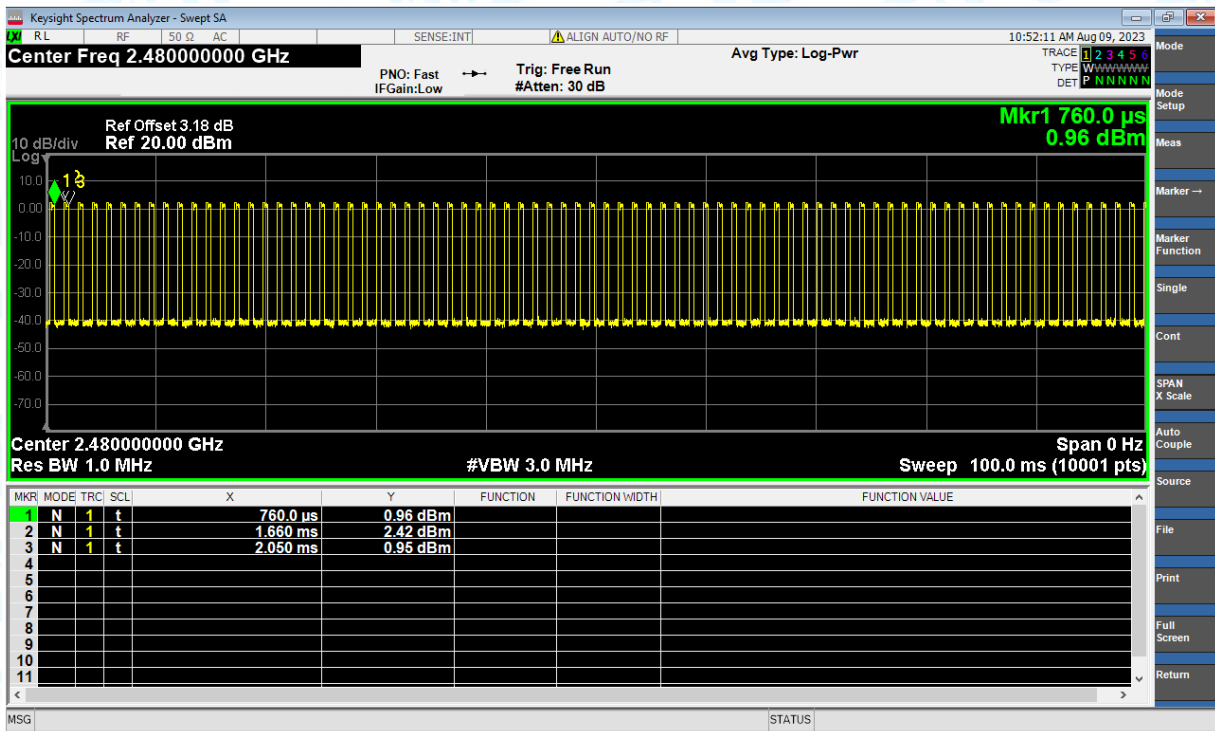 Keysight Spectrum Analyzer - Swept SA
LXI RL RF 50 Ω AC SENSE:INT ALIGN AUTO/NO RF 10:52:11 AM Aug 09, 2023
Center Freq 2.480000000 GHz
PNO: Fast
IFGain:Low
Trig: Free Run
#Atten: 30 dB
Avg Type: Log-Pwr
TRACE 1 2 3 4 5 6
TYPE WWWWWW
DET P N N N N N
Ref Offset 3.18 dB
10 dB/div Ref 20.00 dBm
Log
Mkr1 760.0 µs
0.96 dBm
10.0
0.00
-10.0
-20.0
-30.0
-40.0
-50.0
-60.0
-70.0
1
3
Center 2.480000000 GHz Span 0 Hz
Res BW 1.0 MHz #VBW 3.0 MHz Sweep 100.0 ms (10001 pts)
MKR MODE TRC SCL X Y FUNCTION FUNCTION WIDTH FUNCTION VALUE
1 N 1 t 760.0 µs 0.96 dBm
2 N 1 t 1.660 ms 2.42 dBm
3 N 1 t 2.050 ms 0.95 dBm
4
5
6
7
8
9
10
11
MSG STATUS
Mode
Mode
Setup
Meas
Marker →
Marker
Function
Single
Cont
SPAN
X Scale
Auto
Couple
Source
File
Print
Full
Screen
Return